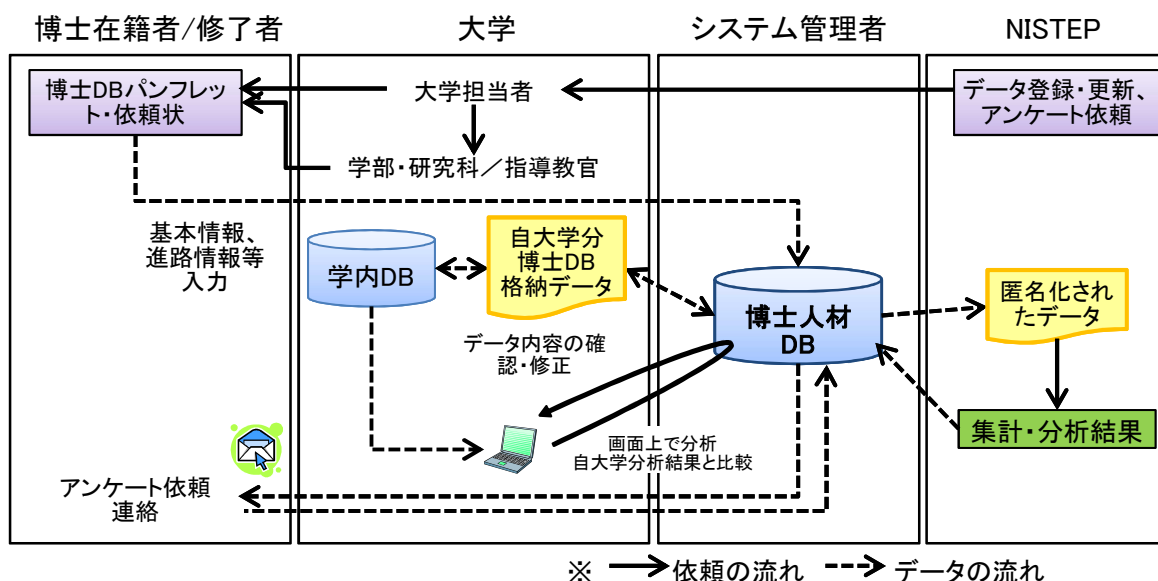 博士在籍者/修了者
大学
システム管理者
NISTEP
博士DBパンフレッ
ト・依頼状
大学担当者
データ登録・更新、
アンケート依頼
学部・研究科／指導教官
基本情報、
進路情報等
入力
学内DB
自大学分
博士DB
格納データ
博士人材
DB
匿名化され
たデータ
データ内容の確
認・修正
集計・分析結果
画面上で分析
自大学分析結果と比較
アンケート依頼
連絡
※ 依頼の流れ データの流れ